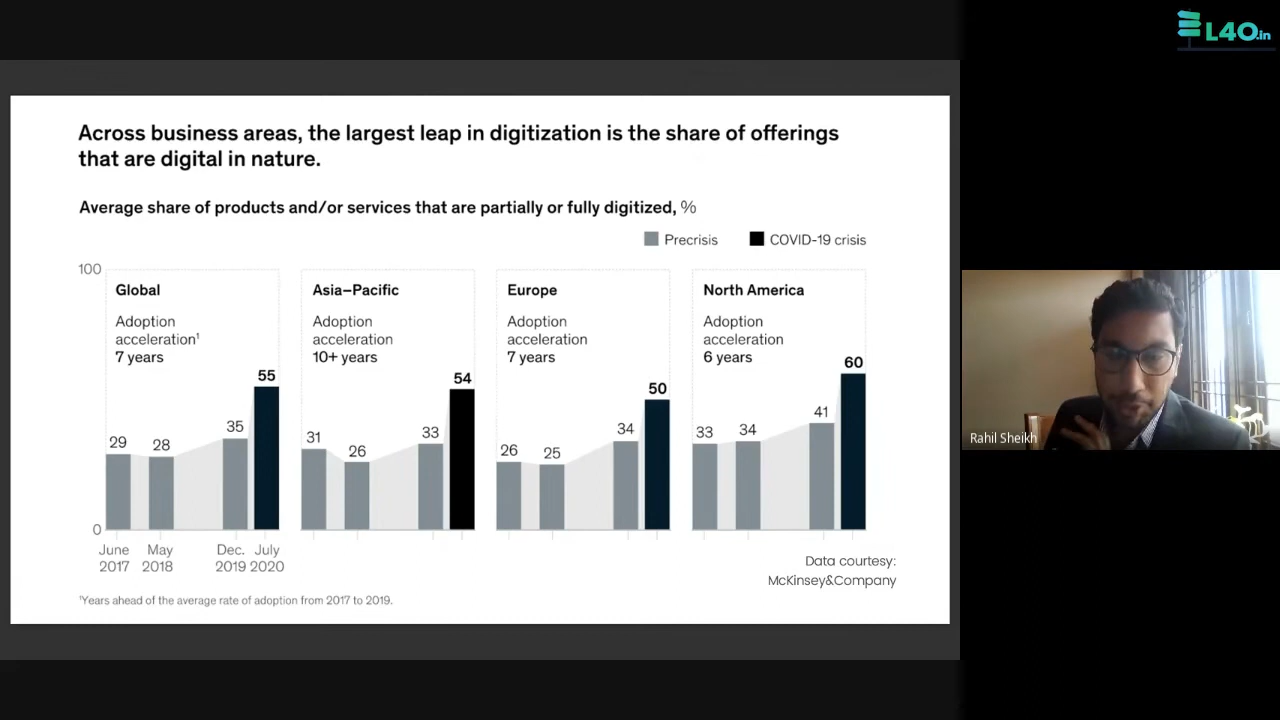 L4O.in
Across business areas, the largest leap in digitization is the share of offerings
that are digital in nature.
Average share of products and/or services that are partially or fully digitized, %
Precrisis COVID-19 crisis
100
0
Global
Adoption
acceleration¹
7 years
29 28 35 55
June May Dec. July
2017 2018 2019 2020
Asia–Pacific
Adoption
acceleration
10+ years
31 26 33 54
Europe
Adoption
acceleration
7 years
26 25 34 50
North America
Adoption
acceleration
6 years
33 34 41 60
Data courtesy:
McKinsey&Company
¹Years ahead of the average rate of adoption from 2017 to 2019.
Rahil Sheikh